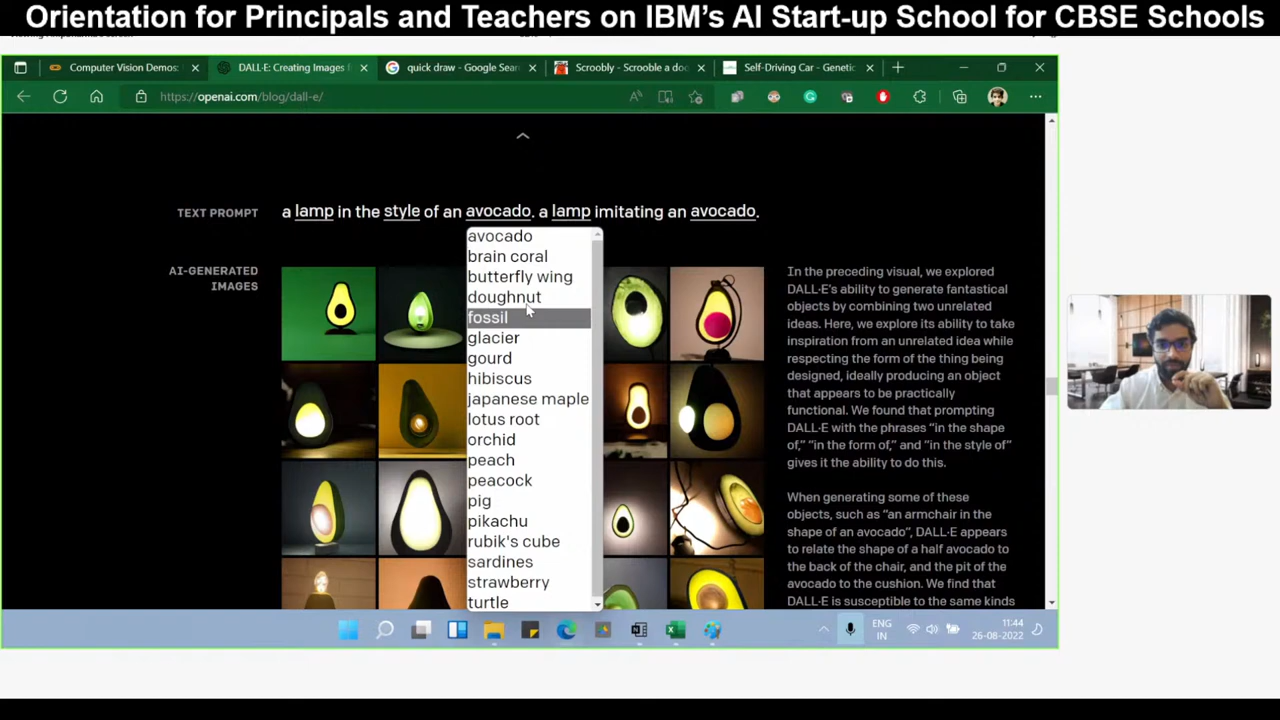 Orientation for Principals and Teachers on IBM's AI Start-up School for CBSE Schools
Computer Vision Demos:
DALL·E: Creating Images f
quick draw - Google Sear
Scroobly - Scrooble a doo
Self-Driving Car - Genetic
https://openai.com/blog/dall-e/
TEXT PROMPT
a lamp in the style of an avocado. a lamp imitating an avocado.
AI-GENERATED
IMAGES
avocado
brain coral
butterfly wing
doughnut
fossil
glacier
gourd
hibiscus
japanese maple
lotus root
orchid
peach
peacock
pig
pikachu
rubik's cube
sardines
strawberry
turtle
In the preceding visual, we explored
DALL·E's ability to generate fantastical
objects by combining two unrelated
ideas. Here, we explore its ability to take
inspiration from an unrelated idea while
respecting the form of the thing being
designed, ideally producing an object
that appears to be practically
functional. We found that prompting
DALL·E with the phrases "in the shape
of," "in the form of," and "in the style of"
gives it the ability to do this.
When generating some of these
objects, such as "an armchair in the
shape of an avocado", DALL·E appears
to relate the shape of a half avocado to
the back of the chair, and the pit of the
avocado to the cushion. We find that
DALL·E is susceptible to the same kinds
ENG
IN
11:44
26-08-2022